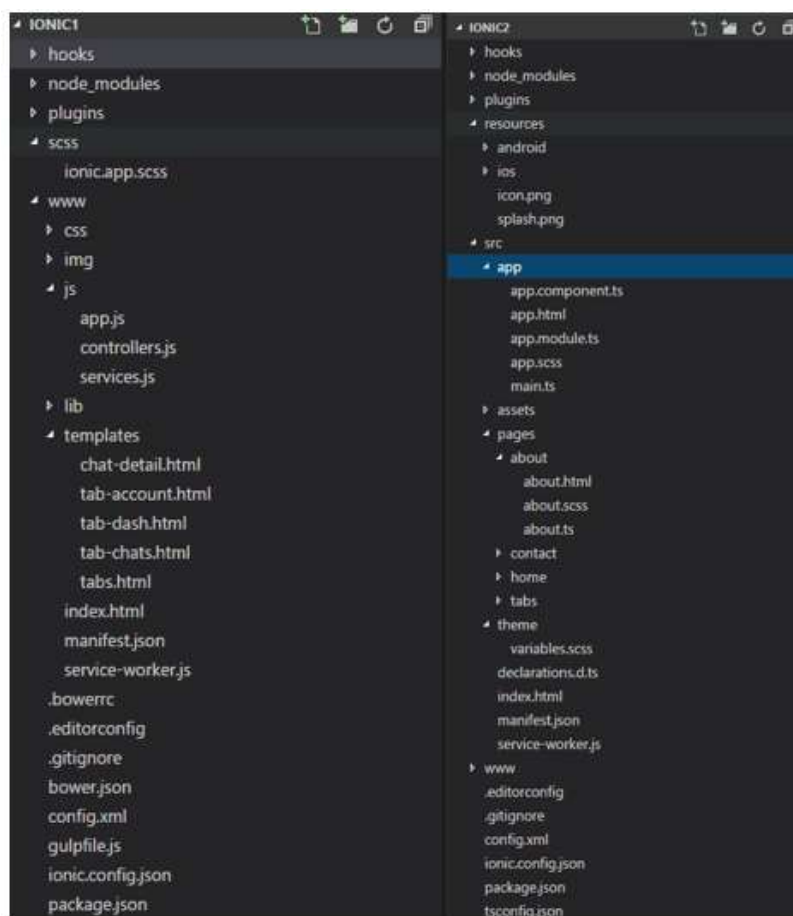 IONIC1
hooks
node_modules
plugins
scss
ionic.app.scss
www
css
img
js
app.js
controllers.js
services.js
lib
templates
chat-detail.html
tab-account.html
tab-dash.html
tab-chats.html
tabs.html
index.html
manifest.json
service-worker.js
.bowerrc
.editorconfig
.gitignore
bower.json
config.xml
gulpfile.js
ionic.config.json
package.json
IONIC2
hooks
node_modules
plugins
resources
android
ios
icon.png
splash.png
src
app
app.component.ts
app.html
app.module.ts
app.scss
main.ts
assets
pages
about
about.html
about.scss
about.ts
contact
home
tabs
theme
variables.scss
declarations.d.ts
index.html
manifest.json
service-worker.js
www
.editorconfig
.gitignore
config.xml
ionic.config.json
package.json
tsconfig.json